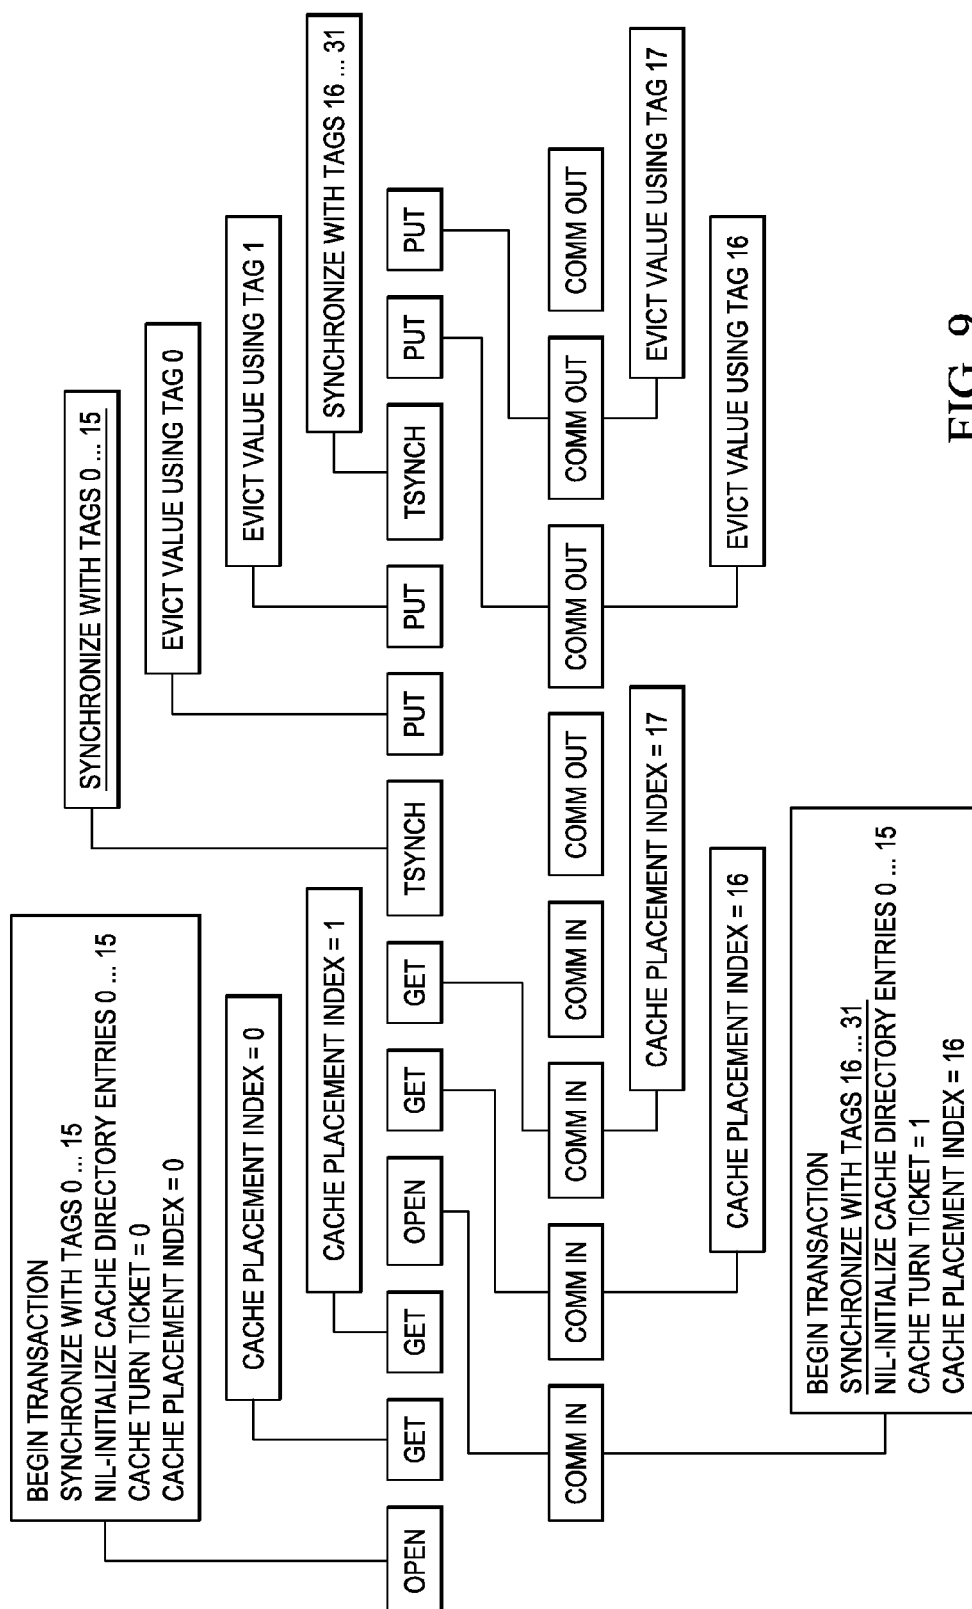 BEGIN TRANSACTION
SYNCHRONIZE WITH TAGS 0 ... 15
NIL-INITIALIZE CACHE DIRECTORY ENTRIES 0 ... 15
CACHE TURN TICKET = 0
CACHE PLACEMENT INDEX = 0
SYNCHRONIZE WITH TAGS 0 ... 15
EVICT VALUE USING TAG 0
CACHE PLACEMENT INDEX = 0
EVICT VALUE USING TAG 1
CACHE PLACEMENT INDEX = 1
SYNCHRONIZE WITH TAGS 16 ... 31
OPEN
GET
GET
OPEN
GET
GET
TSYNCH
PUT
PUT
TSYNCH
PUT
PUT
COMM IN
COMM IN
COMM IN
COMM IN
COMM OUT
COMM OUT
COMM OUT
COMM OUT
CACHE PLACEMENT INDEX = 17
EVICT VALUE USING TAG 17
CACHE PLACEMENT INDEX = 16
EVICT VALUE USING TAG 16
BEGIN TRANSACTION
SYNCHRONIZE WITH TAGS 16 ... 31
NIL-INITIALIZE CACHE DIRECTORY ENTRIES 0 ... 15
CACHE TURN TICKET = 1
CACHE PLACEMENT INDEX = 16
FIG. 9